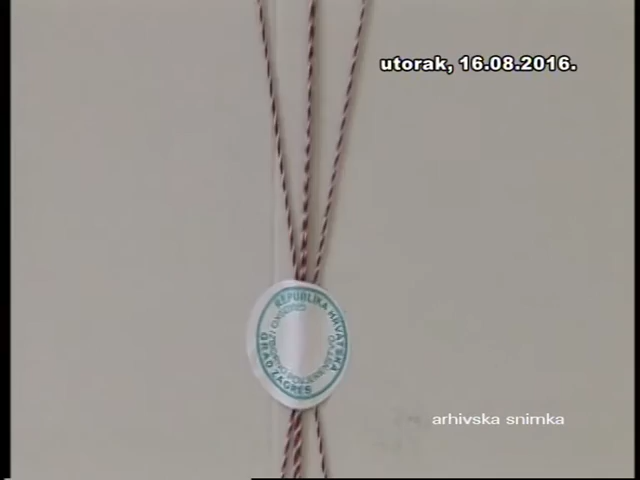 utorak, 16.08.2016.
REPUBLIKA HRVATSKA
GRAD ZAGREB
arhivska snimka